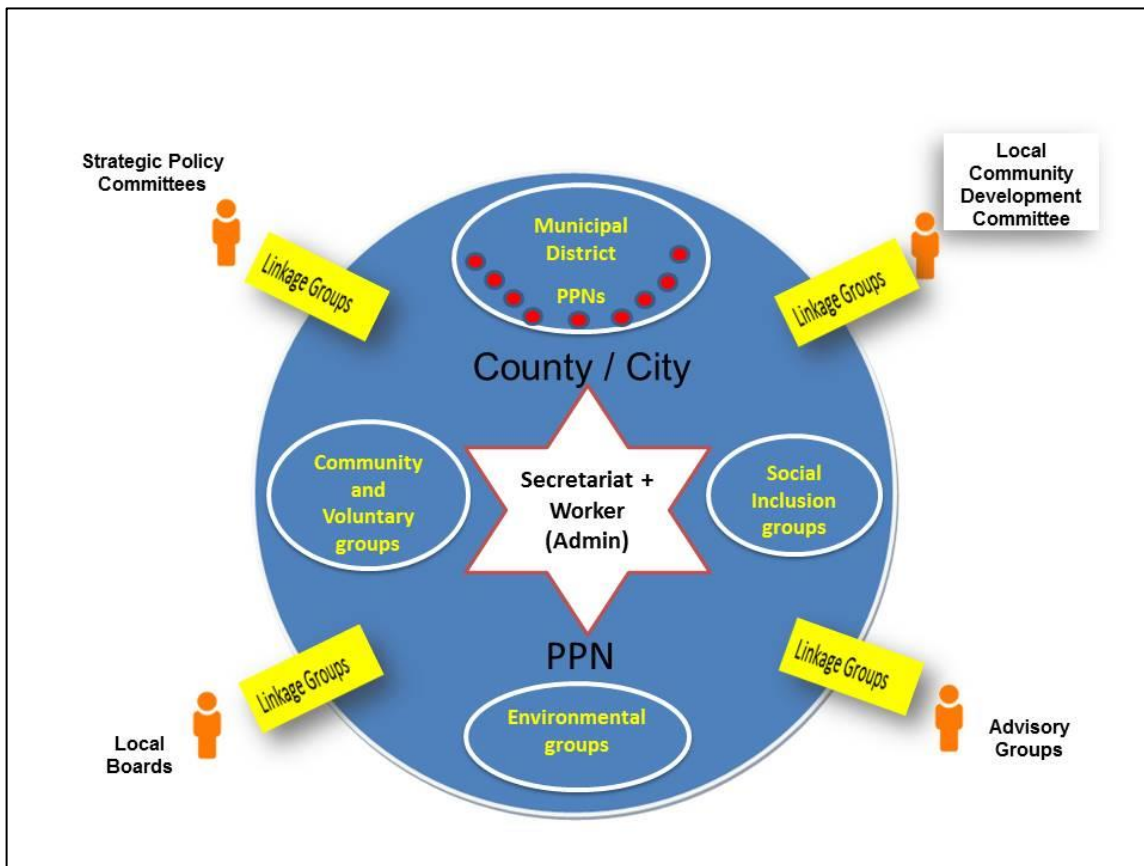 Strategic Policy
Committees
Local
Community
Development
Committee
Linkage Groups
Municipal
District
PPNs
Linkage Groups
County / City
Community
and
Voluntary
groups
Secretariat +
Worker
(Admin)
Social
Inclusion
groups
PPN
Linkage Groups
Linkage Groups
Environmental
groups
Local
Boards
Advisory
Groups